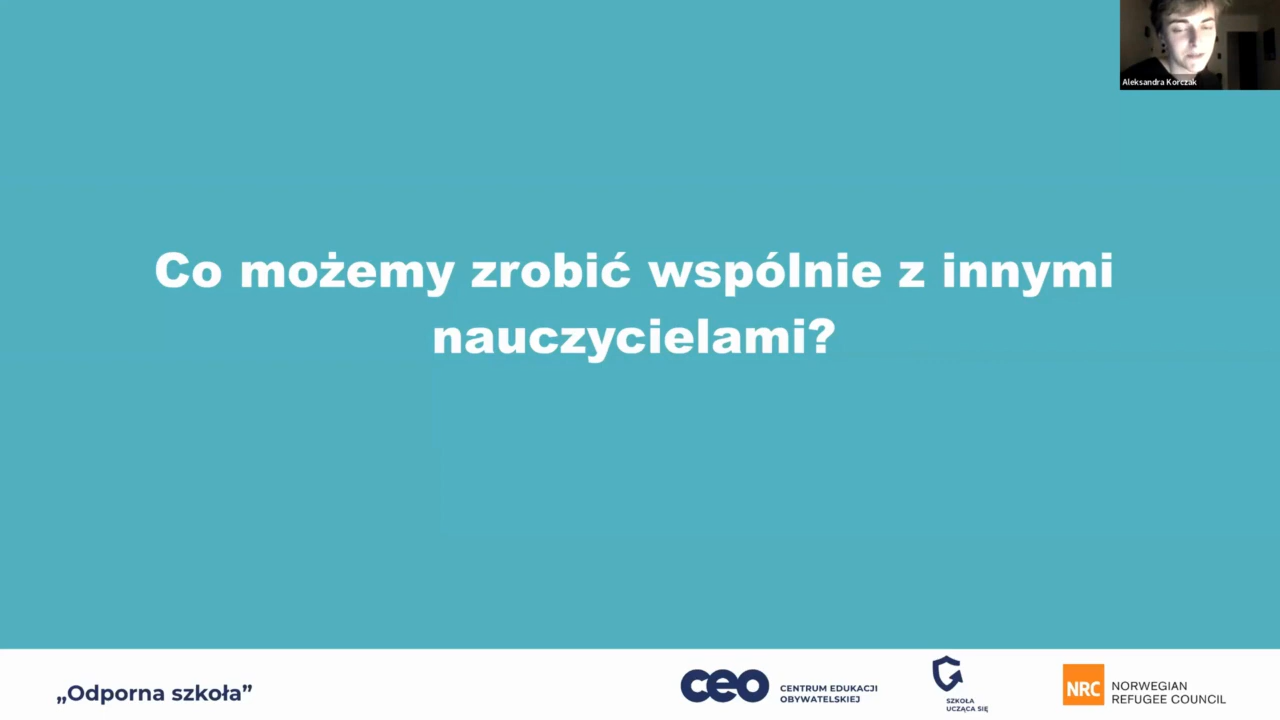 Aleksandra Korczak
Co możemy zrobić wspólnie z innymi
nauczycielami?
„Odporna szkoła”
ceo
CENTRUM EDUKACJI
OBYWATELSKIEJ
SZKOŁA
UCZĄCA SIĘ
NRC
NORWEGIAN
REFUGEE COUNCIL